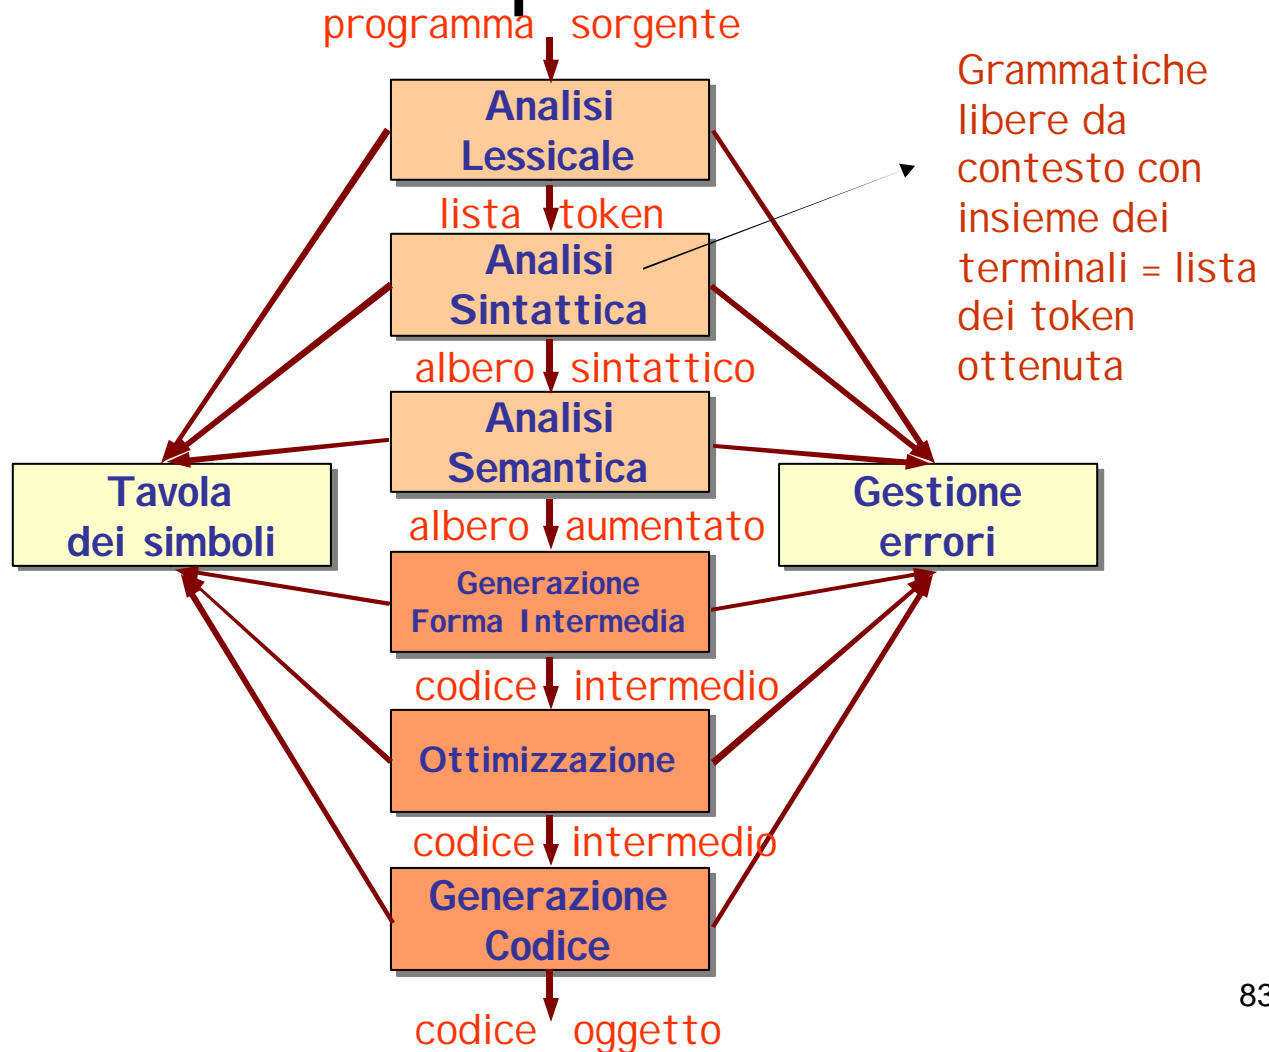 programma sorgente
Analisi
Lessicale
lista token
Analisi
Sintattica
albero sintattico
Analisi
Semantica
albero aumentato
Generazione
Forma Intermedia
codice intermedio
Ottimizzazione
codice intermedio
Generazione
Codice
codice oggetto
Tavola
dei simboli
Gestione
errori
Grammatiche
libere da
contesto con
insieme dei
terminali = lista
dei token
ottenuta
83